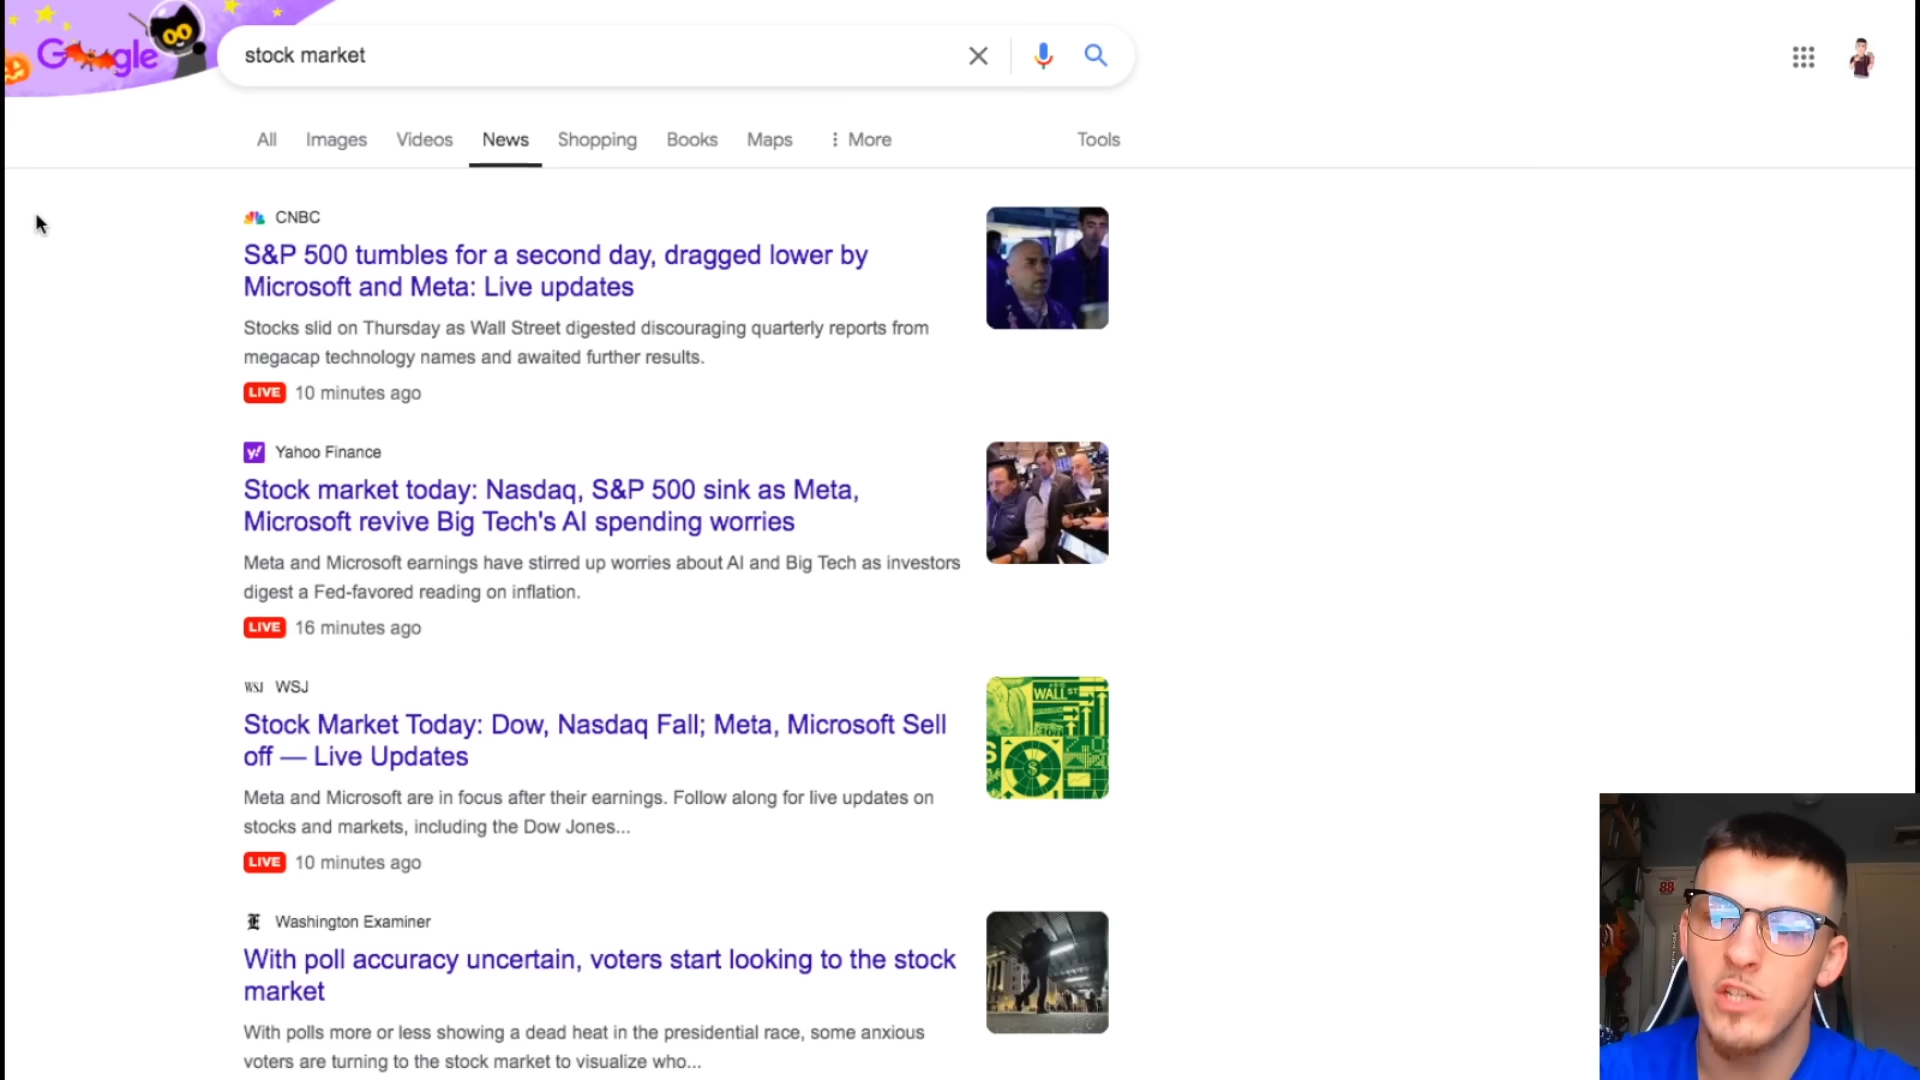 Google
stock market
All Images Videos News Shopping Books Maps More Tools
CNBC
S&P 500 tumbles for a second day, dragged lower by
Microsoft and Meta: Live updates
Stocks slid on Thursday as Wall Street digested discouraging quarterly reports from
megacap technology names and awaited further results.
LIVE 10 minutes ago
y! Yahoo Finance
Stock market today: Nasdaq, S&P 500 sink as Meta,
Microsoft revive Big Tech's AI spending worries
Meta and Microsoft earnings have stirred up worries about AI and Big Tech as investors
digest a Fed-favored reading on inflation.
LIVE 16 minutes ago
WSJ WSJ
Stock Market Today: Dow, Nasdaq Fall; Meta, Microsoft Sell
off — Live Updates
Meta and Microsoft are in focus after their earnings. Follow along for live updates on
stocks and markets, including the Dow Jones...
LIVE 10 minutes ago
WALL ST
$
E Washington Examiner
With poll accuracy uncertain, voters start looking to the stock
market
With polls more or less showing a dead heat in the presidential race, some anxious
voters are turning to the stock market to visualize who...
88